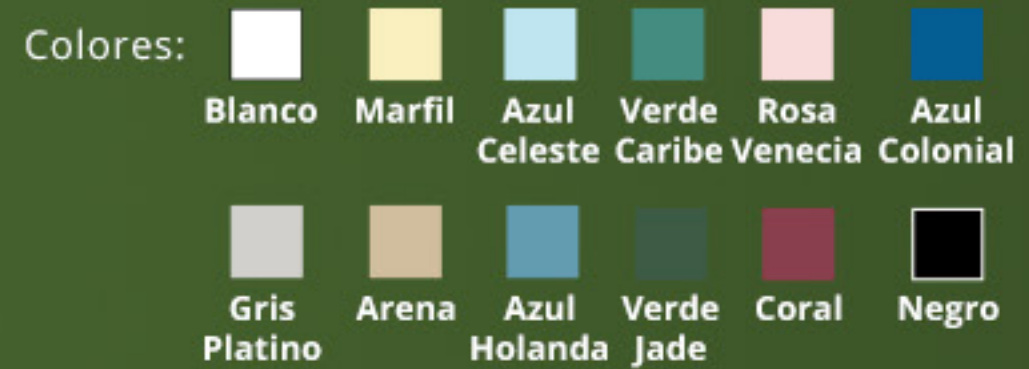 Colores:
Blanco Marfil Azul Verde Rosa Azul
Celeste Caribe Venecia Colonial
Gris Arena Azul Verde Coral Negro
Platino Holanda Jade